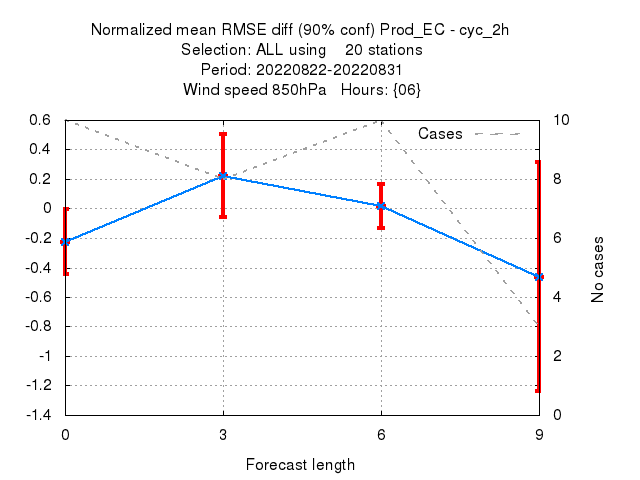 Normalized mean RMSE diff (90% conf) Prod_EC - cyc_2h
Selection: ALL using    20 stations
Period: 20220822-20220831
Wind speed 850hPa   Hours: {06}
0.6
0.4
0.2
0
-0.2
-0.4
-0.6
-0.8
-1
-1.2
-1.4
Cases
10
8
6
4
2
0
No cases
0 3 6 9
Forecast length